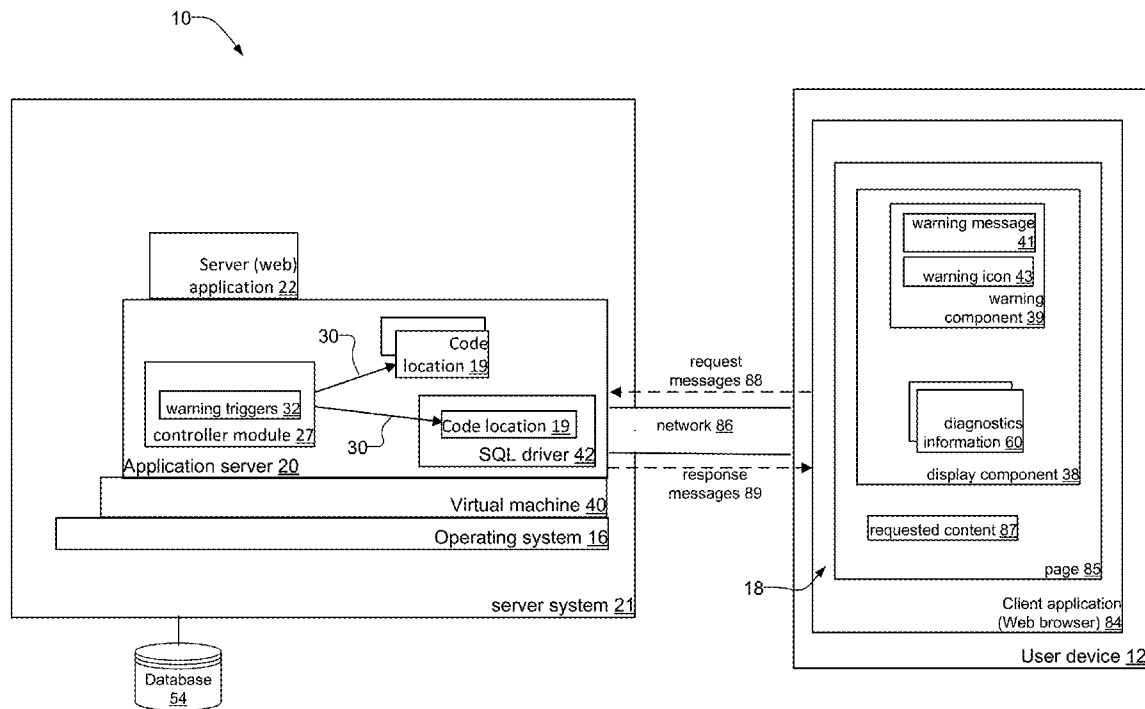 10
Server (web)
application 22
30
Code
location 19
warning triggers 32
controller module 27
30
Code location 19
SQL driver 42
Application server 20
Virtual machine 40
Operating system 16
server system 21
Database
54
request
messages 88
network 86
response
messages 89
warning message
41
warning icon 43
warning
component 39
diagnostics
information 60
display component 38
requested content 87
page 85
18
Client application
(Web browser) 84
User device 12